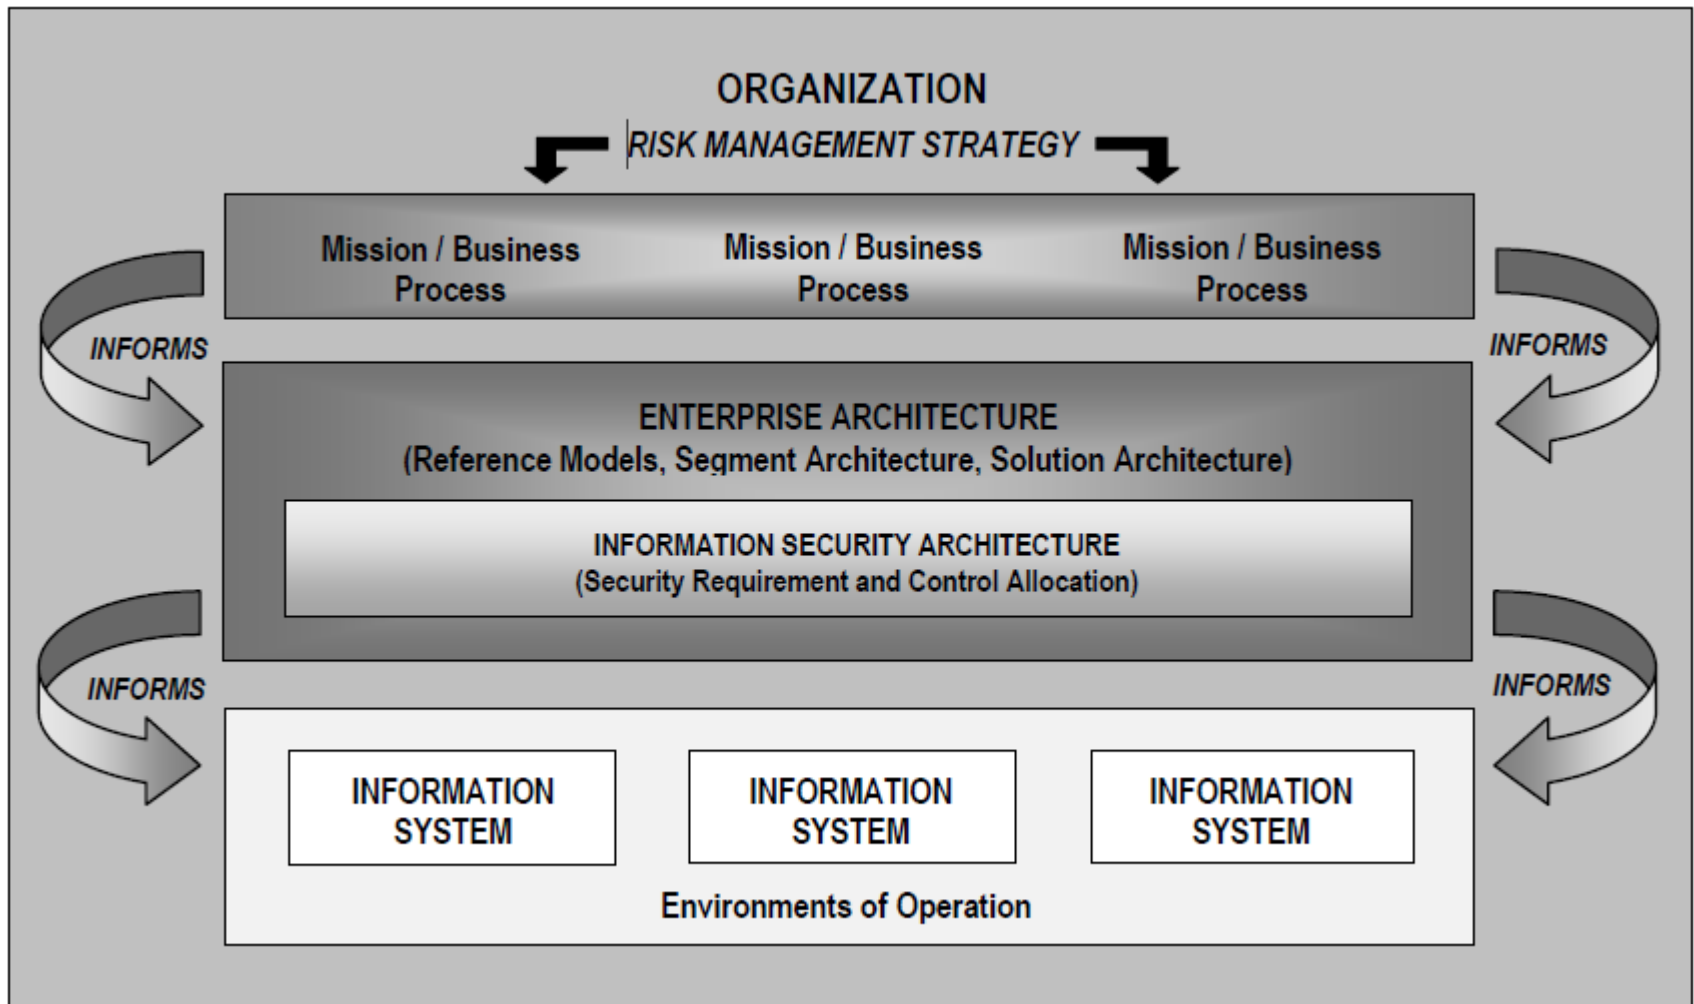 ORGANIZATION
RISK MANAGEMENT STRATEGY
Mission / Business
Process
Mission / Business
Process
Mission / Business
Process
INFORMS
INFORMS
ENTERPRISE ARCHITECTURE
(Reference Models, Segment Architecture, Solution Architecture)
INFORMATION SECURITY ARCHITECTURE
(Security Requirement and Control Allocation)
INFORMS
INFORMS
INFORMATION
SYSTEM
INFORMATION
SYSTEM
INFORMATION
SYSTEM
Environments of Operation